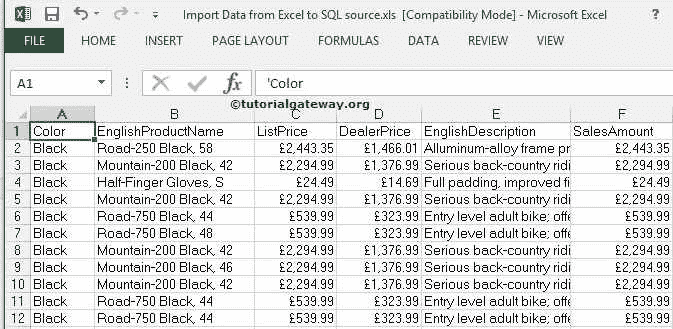 Import Data from Excel to SQL source.xls [Compatibility Mode] - Microsoft Excel
FILE HOME INSERT PAGE LAYOUT FORMULAS DATA REVIEW VIEW
A1 fx 'Color
©tutorialgateway.org
A B C D E F
1 Color EnglishProductName ListPrice DealerPrice EnglishDescription SalesAmount
2 Black Road-250 Black, 58 £2,443.35 £1,466.01 Alluminum-alloy frame pr £2,443.35
3 Black Mountain-200 Black, 42 £2,294.99 £1,376.99 Serious back-country ridi £2,294.99
4 Black Half-Finger Gloves, S £24.49 £14.69 Full padding, improved fi £24.49
5 Black Mountain-200 Black, 42 £2,294.99 £1,376.99 Serious back-country ridi £2,294.99
6 Black Road-750 Black, 44 £539.99 £323.99 Entry level adult bike; offe £539.99
7 Black Road-750 Black, 48 £539.99 £323.99 Entry level adult bike; offe £539.99
8 Black Mountain-200 Black, 42 £2,294.99 £1,376.99 Serious back-country ridi £2,294.99
9 Black Mountain-200 Black, 46 £2,294.99 £1,376.99 Serious back-country ridi £2,294.99
10 Black Mountain-200 Black, 42 £2,294.99 £1,376.99 Serious back-country ridi £2,294.99
11 Black Road-750 Black, 44 £539.99 £323.99 Entry level adult bike; offe £539.99
12 Black Road-750 Black, 44 £539.99 £323.99 Entry level adult bike; offe £539.99